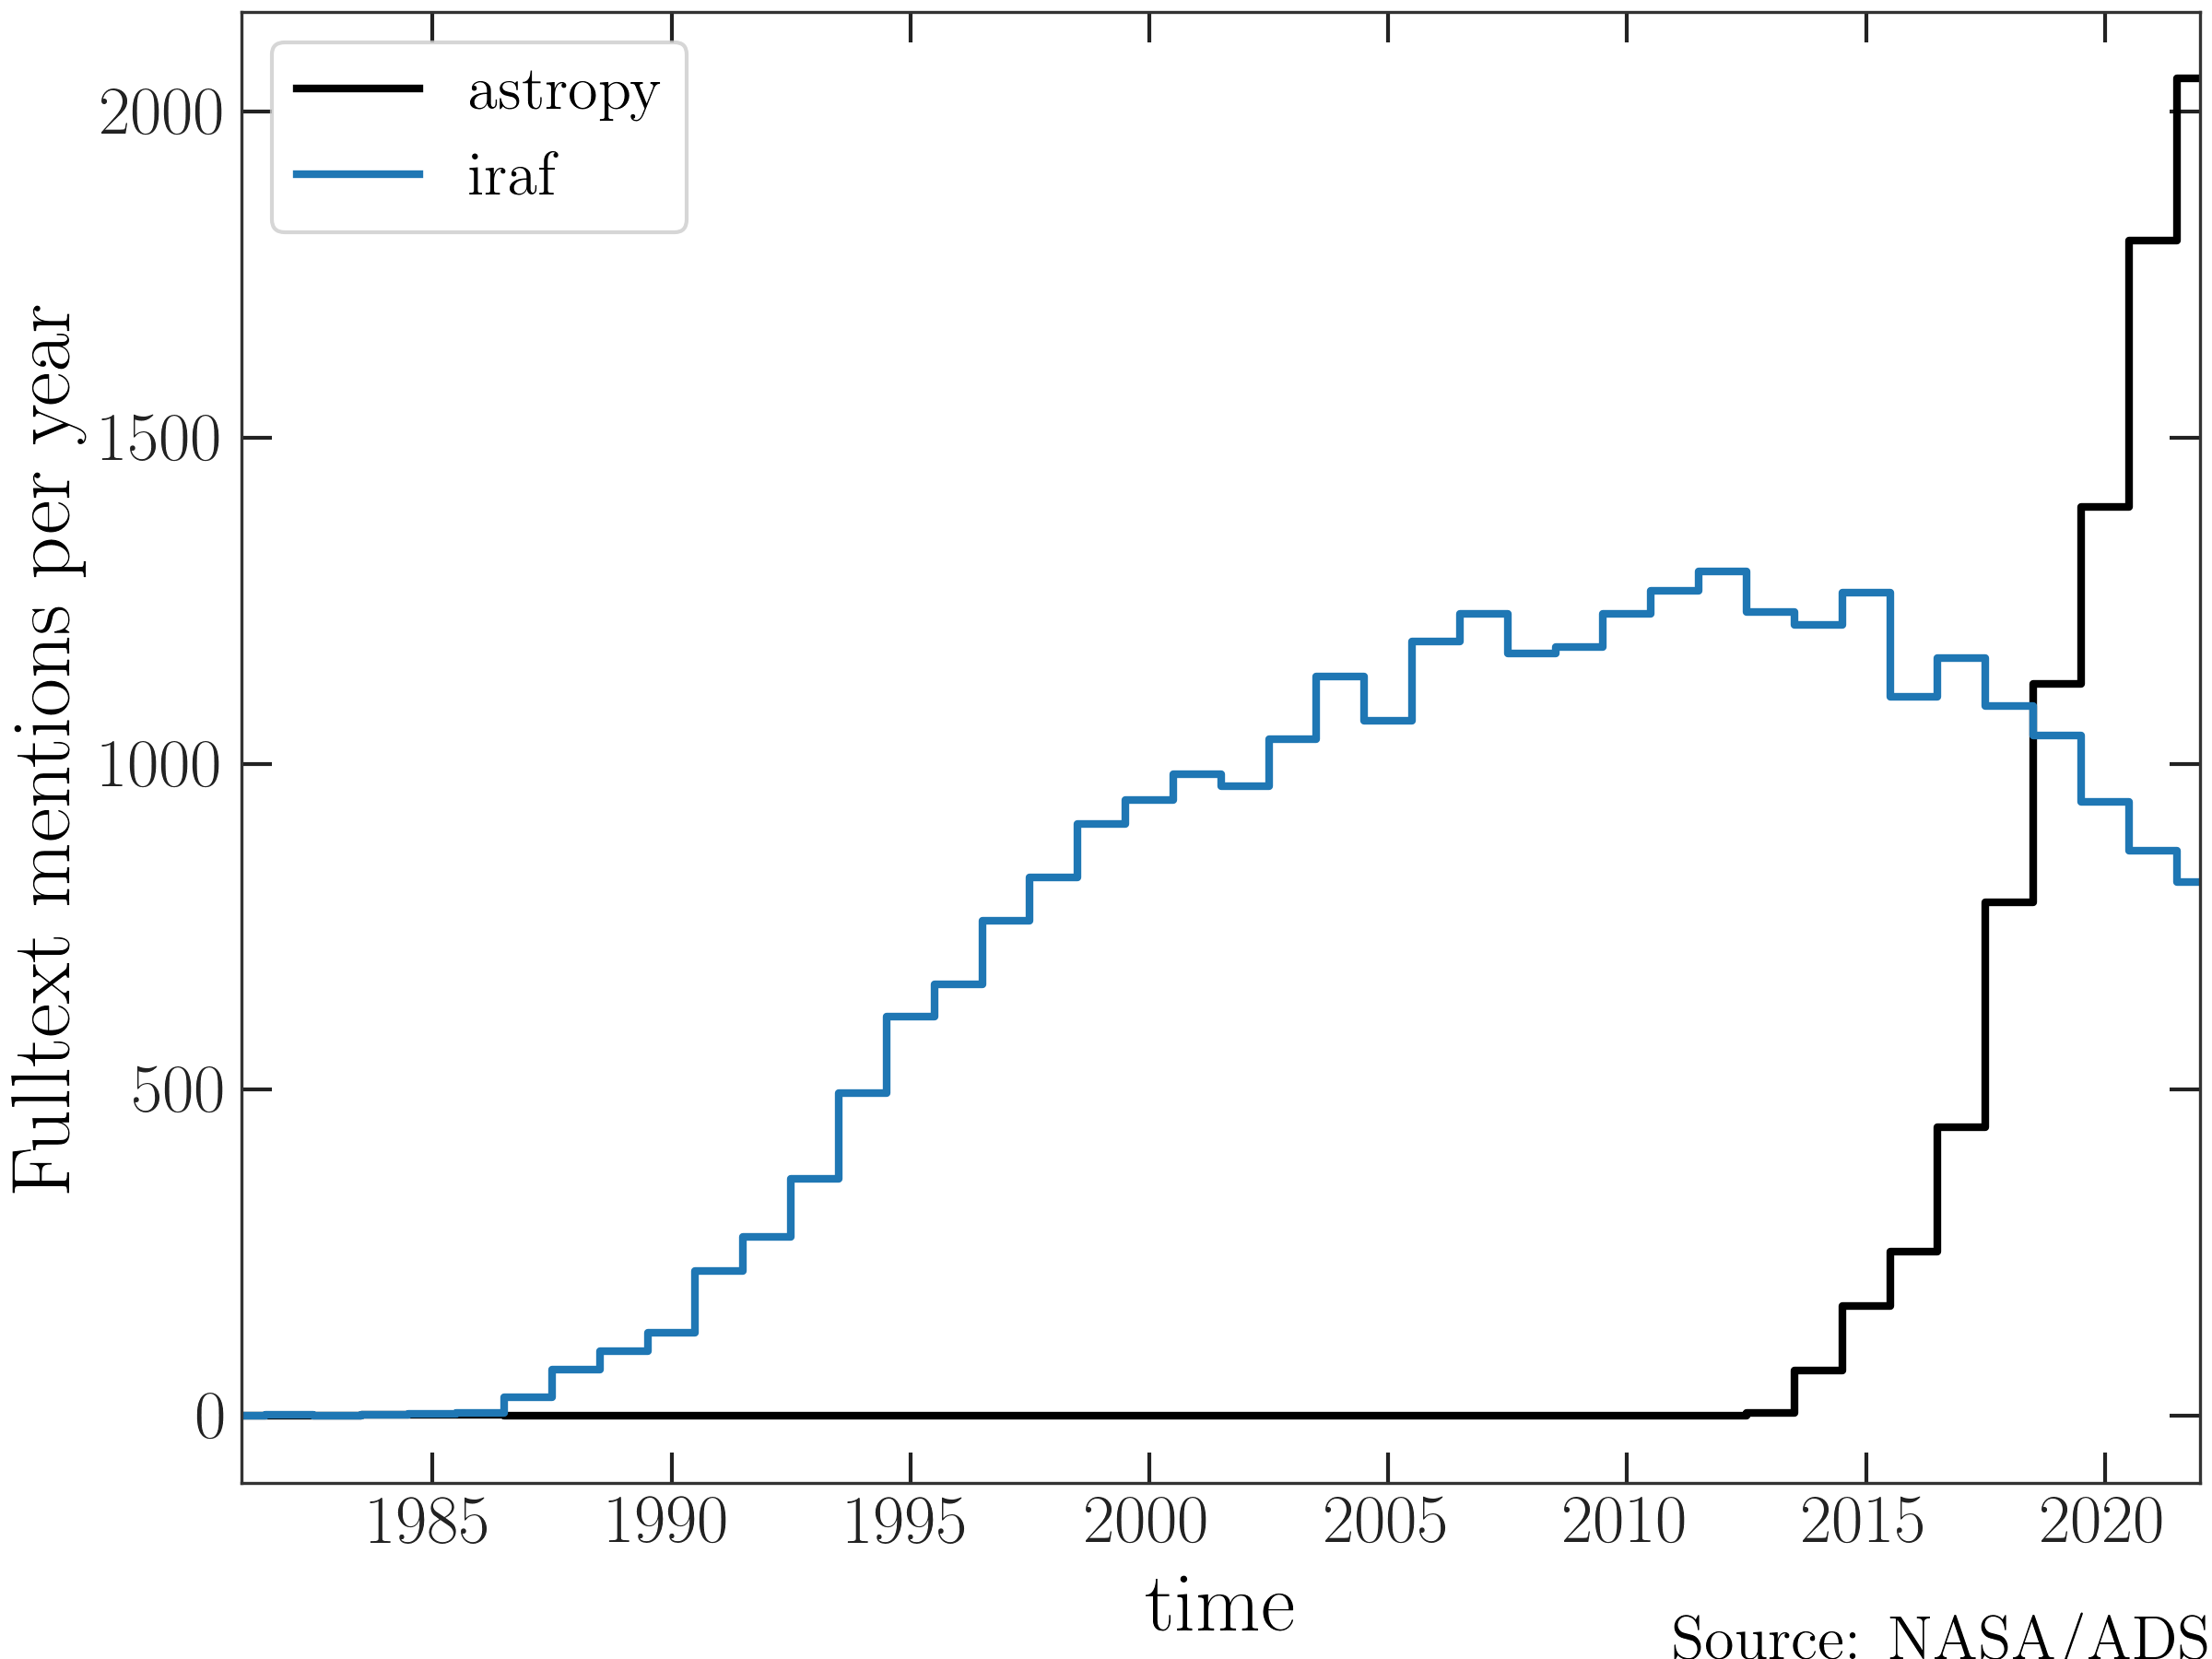 astropy
iraf
Fulltext mentions per year
2000
1500
1000
500
0
1985 1990 1995 2000 2005 2010 2015 2020
time
Source: NASA/ADS